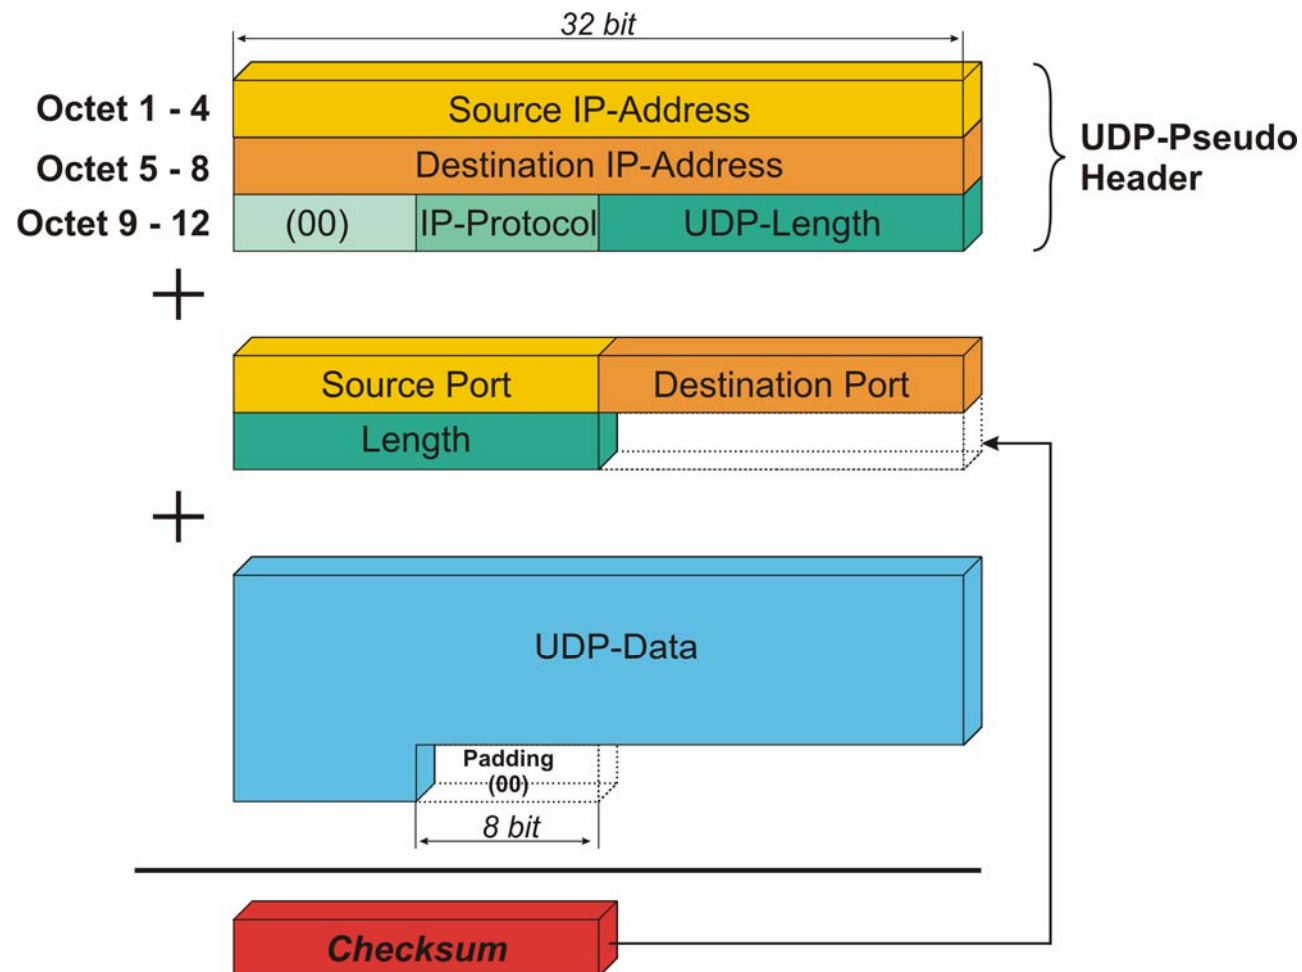 32 bit
Octet 1 - 4
Source IP-Address
Octet 5 - 8
Destination IP-Address
UDP-Pseudo
Header
Octet 9 - 12
(00)
IP-Protocol
UDP-Length
+
Source Port
Destination Port
Length
+
UDP-Data
Padding
(00)
8 bit
Checksum